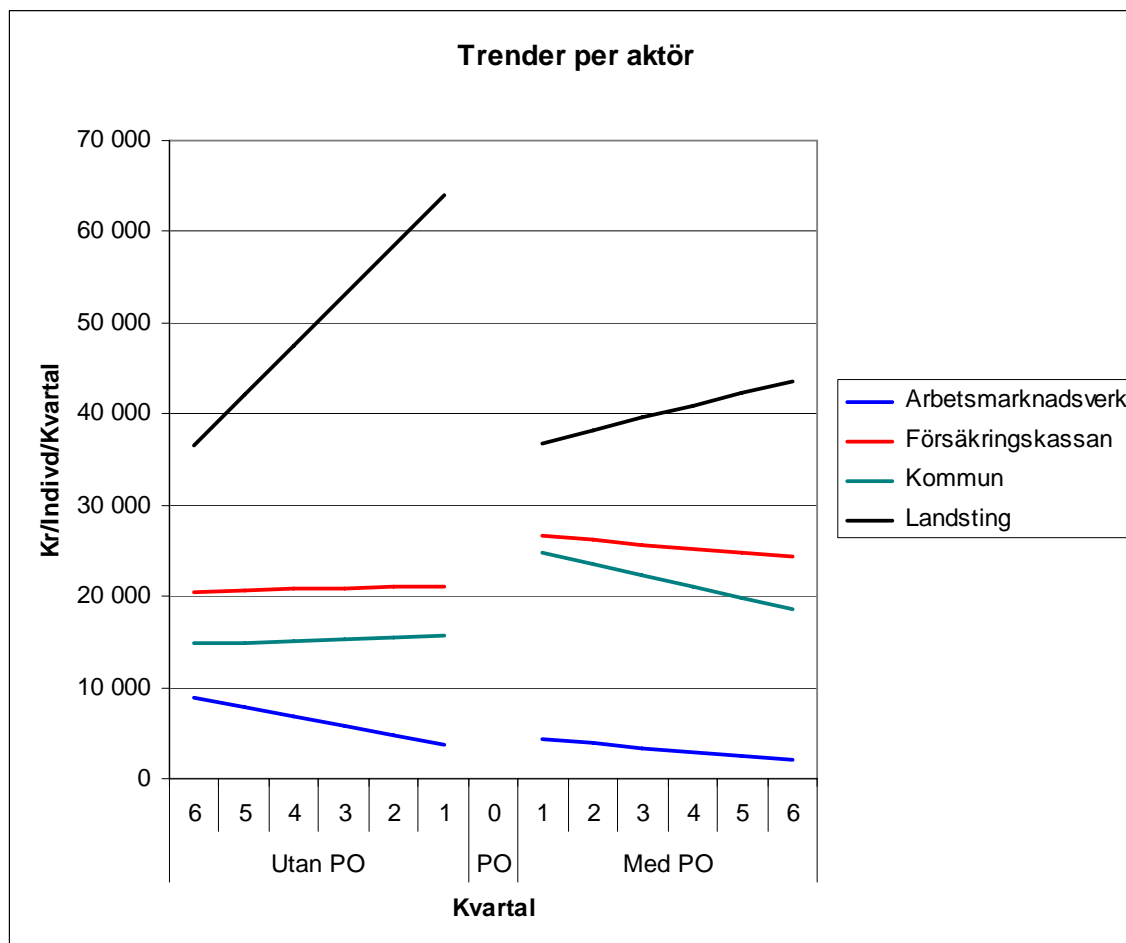 Trender per aktör
Kr/Indivd/Kvartal
70 000
60 000
50 000
40 000
30 000
20 000
10 000
0
6 5 4 3 2 1 0 1 2 3 4 5 6
Utan PO PO Med PO
Kvartal
Arbetsmarknadsverk
Försäkringskassan
Kommun
Landsting